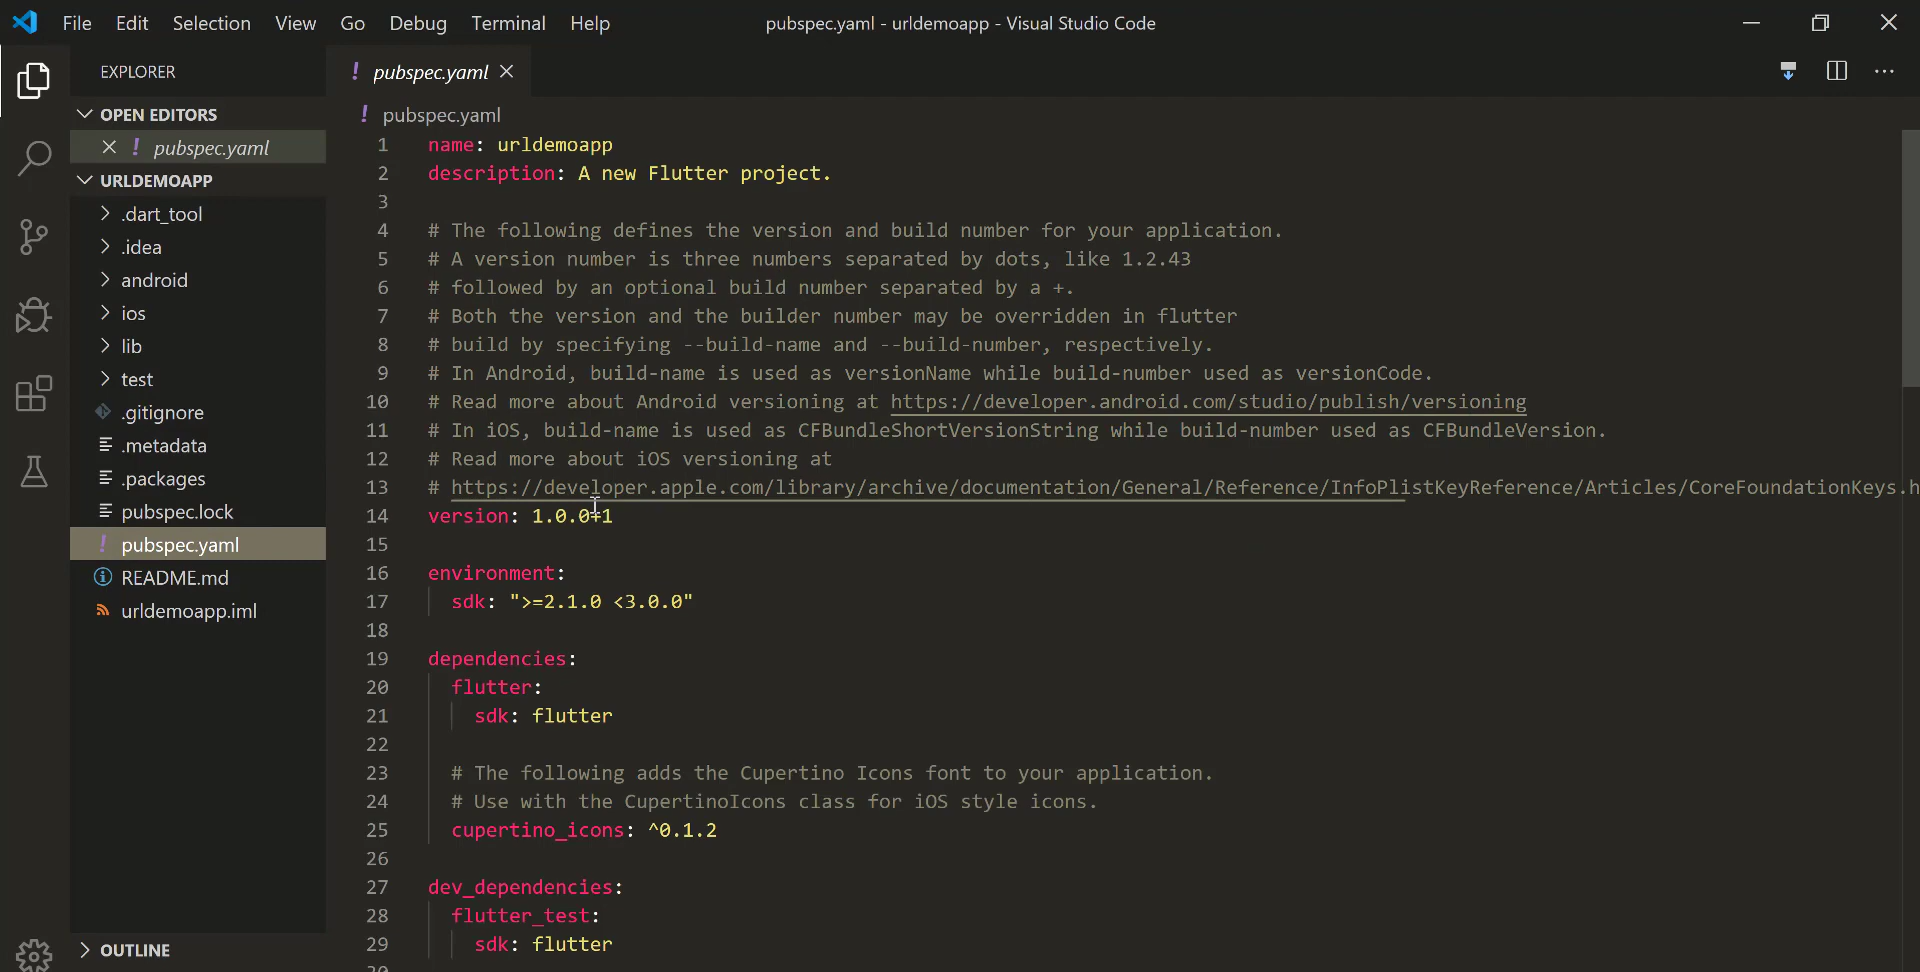 File Edit Selection View Go Debug Terminal Help
pubspec.yaml - urldemoapp - Visual Studio Code
EXPLORER
OPEN EDITORS
pubspec.yaml
URLDEMOAPP
.dart_tool
.idea
android
ios
lib
test
.gitignore
.metadata
.packages
pubspec.lock
pubspec.yaml
README.md
urldemoapp.iml
OUTLINE
pubspec.yaml
pubspec.yaml
1 name: urldemoapp
2 description: A new Flutter project.
3
4 # The following defines the version and build number for your application.
5 # A version number is three numbers separated by dots, like 1.2.43
6 # followed by an optional build number separated by a +.
7 # Both the version and the builder number may be overridden in flutter
8 # build by specifying --build-name and --build-number, respectively.
9 # In Android, build-name is used as versionName while build-number used as versionCode.
10 # Read more about Android versioning at https://developer.android.com/studio/publish/versioning
11 # In iOS, build-name is used as CFBundleShortVersionString while build-number used as CFBundleVersion.
12 # Read more about iOS versioning at
13 # https://developer.apple.com/library/archive/documentation/General/Reference/InfoPlistKeyReference/Articles/CoreFoundationKeys.h
14 version: 1.0.0+1
15
16 environment:
17 sdk: ">=2.1.0 <3.0.0"
18
19 dependencies:
20 flutter:
21 sdk: flutter
22
23 # The following adds the Cupertino Icons font to your application.
24 # Use with the CupertinoIcons class for iOS style icons.
25 cupertino_icons: ^0.1.2
26
27 dev_dependencies:
28 flutter_test:
29 sdk: flutter